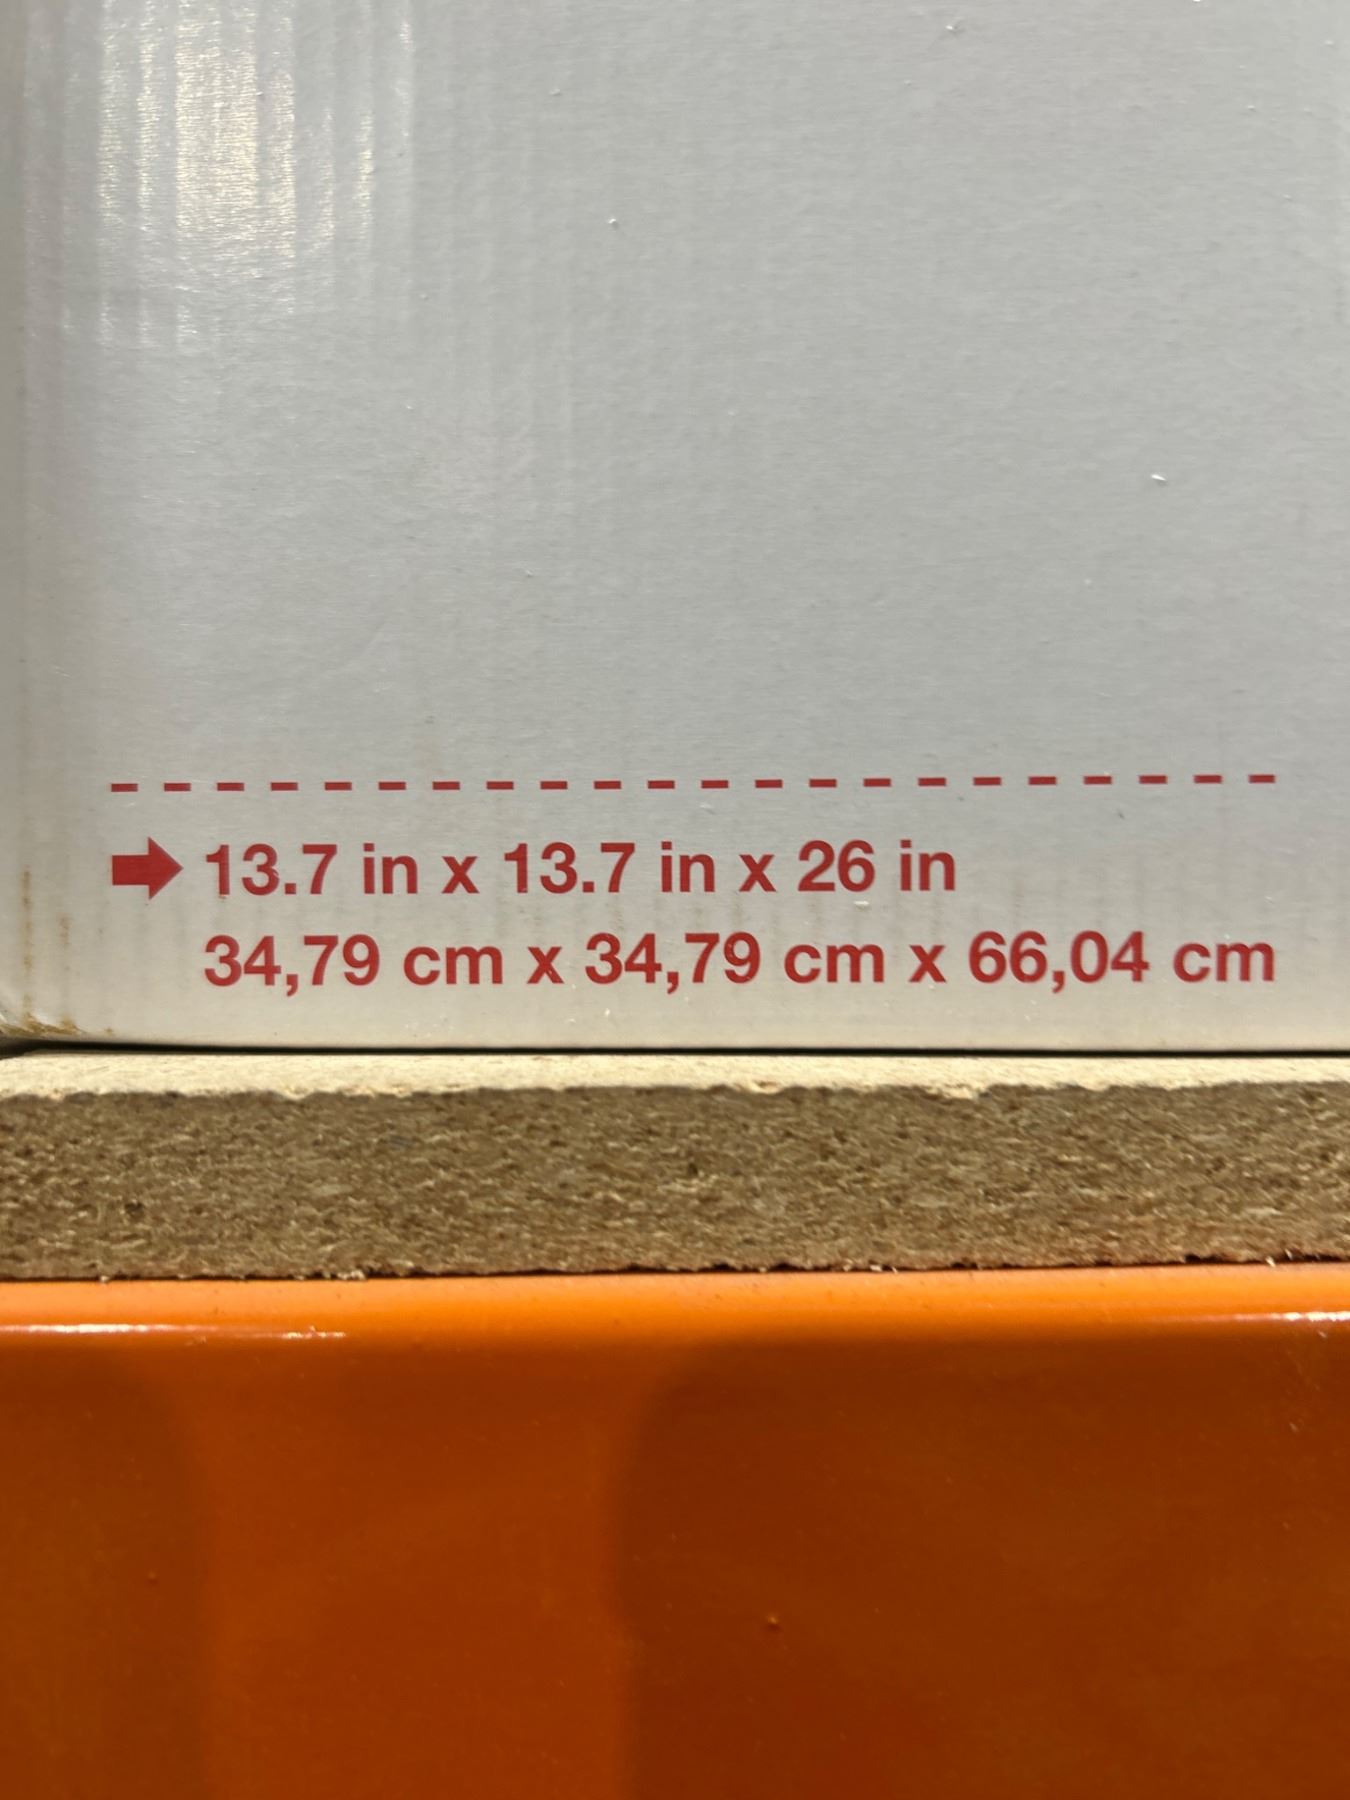 13.7 in x 13.7 in x 26 in
34,79 cm x 34,79 cm x 66,04 cm